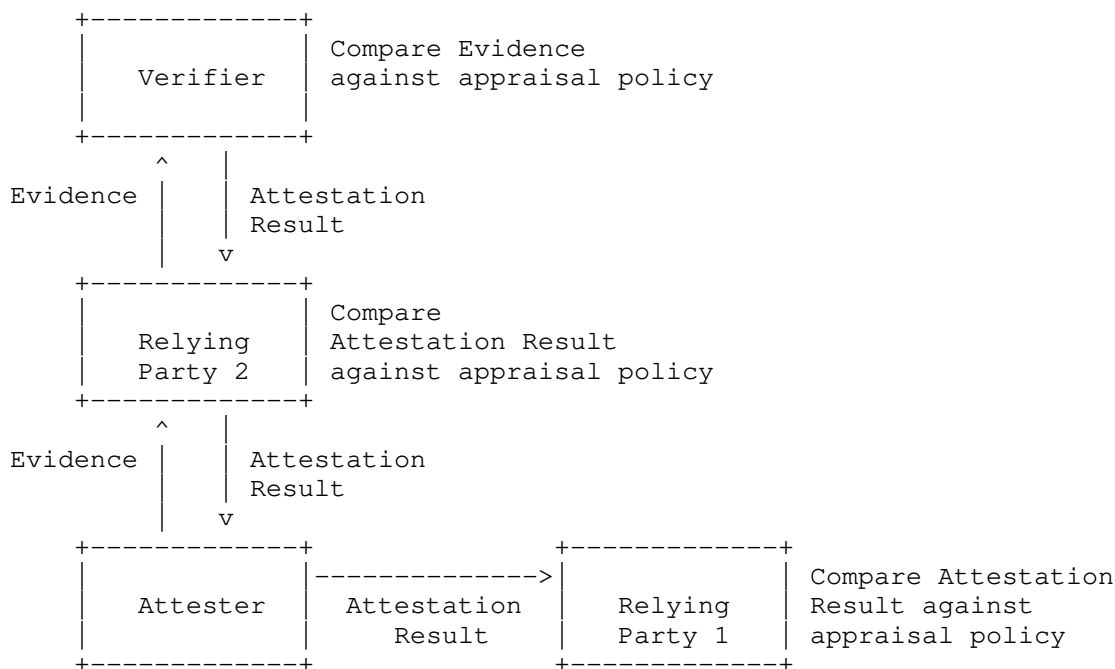 Verifier
Compare Evidence
against appraisal policy
Evidence
Attestation
Result
Relying
Party 2
Compare
Attestation Result
against appraisal policy
Evidence
Attestation
Result
Attester
Attestation
Result
Relying
Party 1
Compare Attestation
Result against
appraisal policy